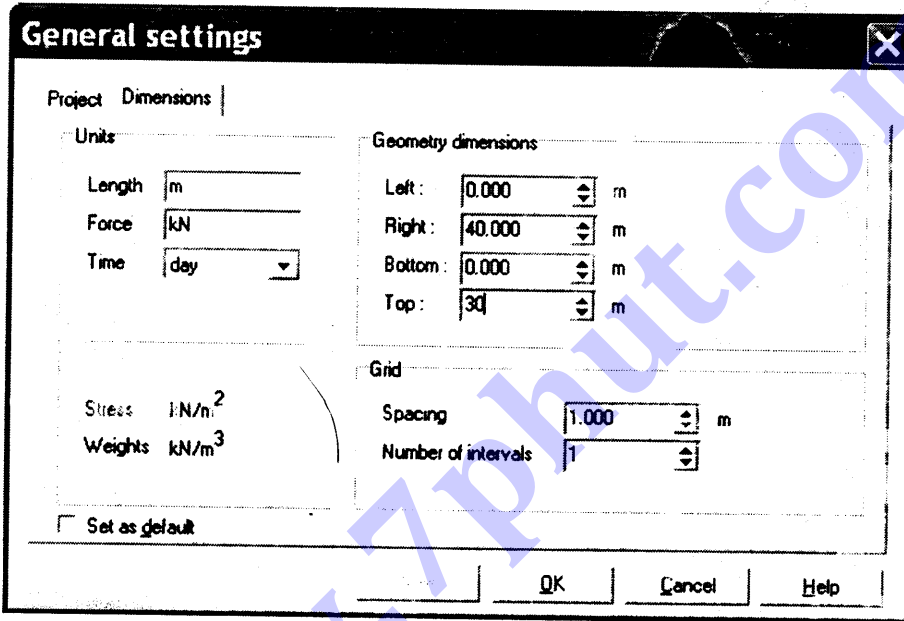 General settings
Project Dimensions
Units
Length m
Force kN
Time day
Stress kN/m2
Weights kN/m3
Geometry dimensions
Left : 0.000 m
Right : 40.000 m
Bottom : 0.000 m
Top : 30 m
Grid
Spacing 1.000 m
Number of intervals 1
Set as default
OK Cancel Help
.7phut.com